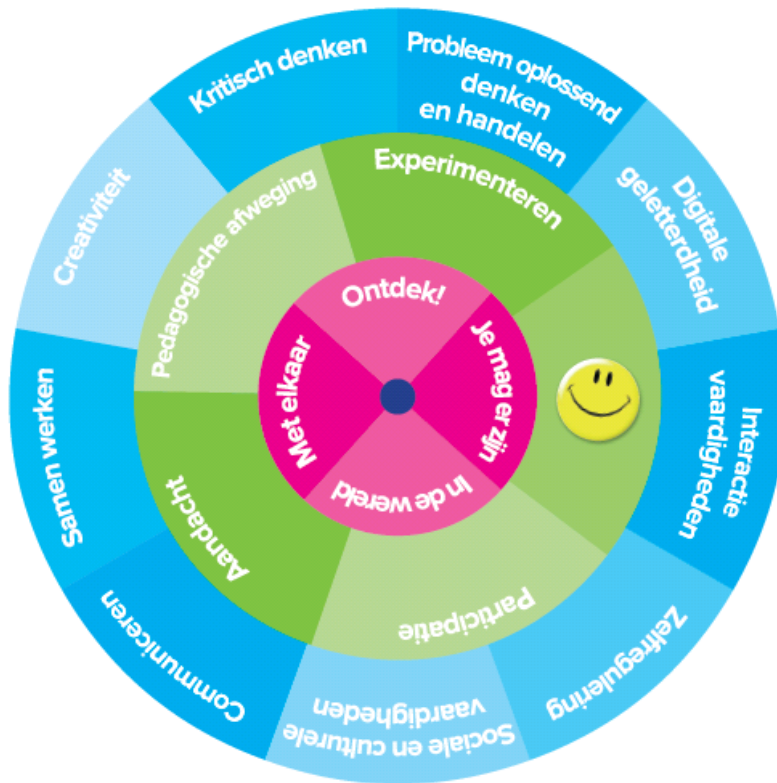 Probleem oplossend
denken
en handelen
Digitale
geletterdheid
Interactie
vaardigheden
Zelfregulering
Sociale en culturele
vaardigheden
Communiceren
Samen werken
Creativiteit
Kritisch denken
Experimenteren
Participatie
Aandacht
Pedagogische afweging
Ontdek!
Je mag er zijn
In de wereld
Met elkaar